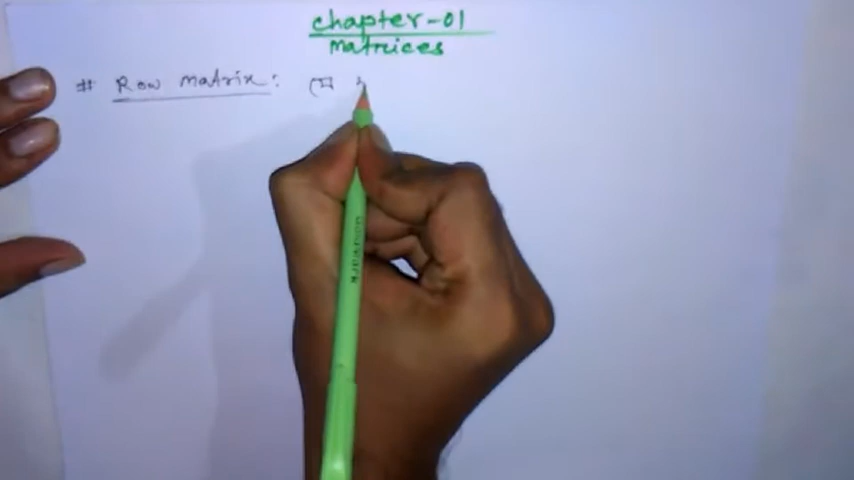 chapter-01
matrices
# Row matrix: যে